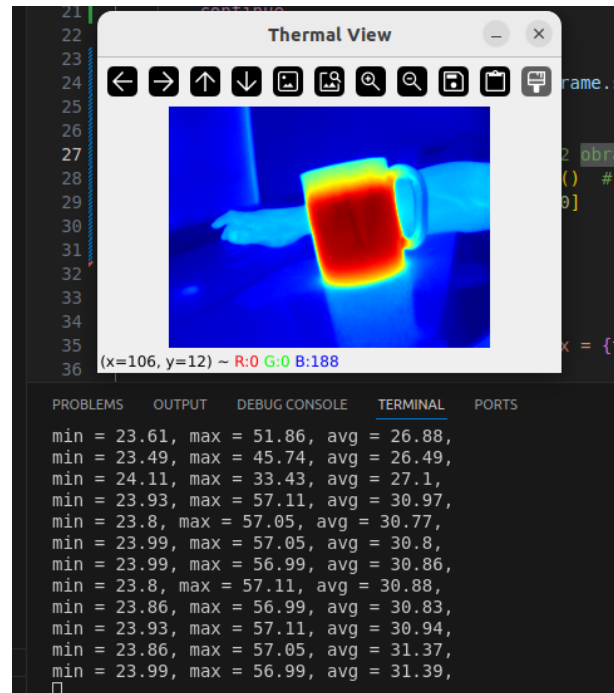 21 continue
Thermal View
22
23
24 rame.
25
26
27 2 obra
28 () #
29 0]
30
31
32
33
34
35 x = {
36
(x=106, y=12) ~ R:0 G:0 B:188
PROBLEMS OUTPUT DEBUG CONSOLE TERMINAL PORTS
min = 23.61, max = 51.86, avg = 26.88,
min = 23.49, max = 45.74, avg = 26.49,
min = 24.11, max = 33.43, avg = 27.1,
min = 23.93, max = 57.11, avg = 30.97,
min = 23.8, max = 57.05, avg = 30.77,
min = 23.99, max = 57.05, avg = 30.8,
min = 23.99, max = 56.99, avg = 30.86,
min = 23.8, max = 57.11, avg = 30.88,
min = 23.86, max = 56.99, avg = 30.83,
min = 23.93, max = 57.11, avg = 30.94,
min = 23.86, max = 57.05, avg = 31.37,
min = 23.99, max = 56.99, avg = 31.39,